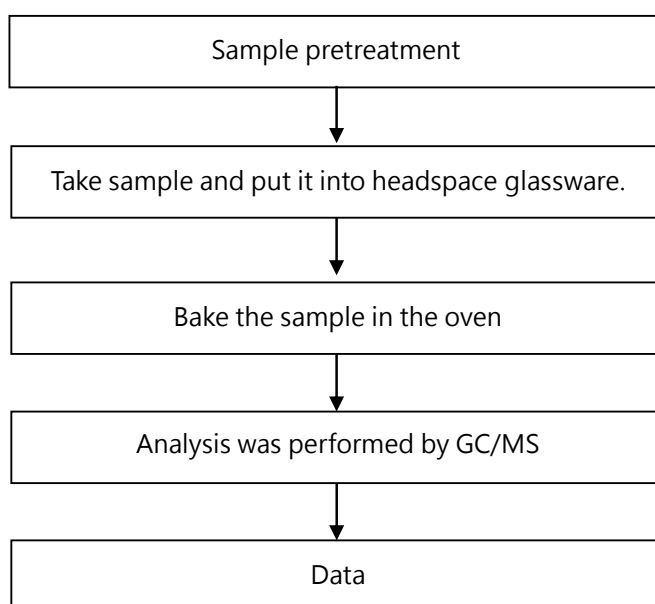 Sample pretreatment
Take sample and put it into headspace glassware.
Bake the sample in the oven
Analysis was performed by GC/MS
Data